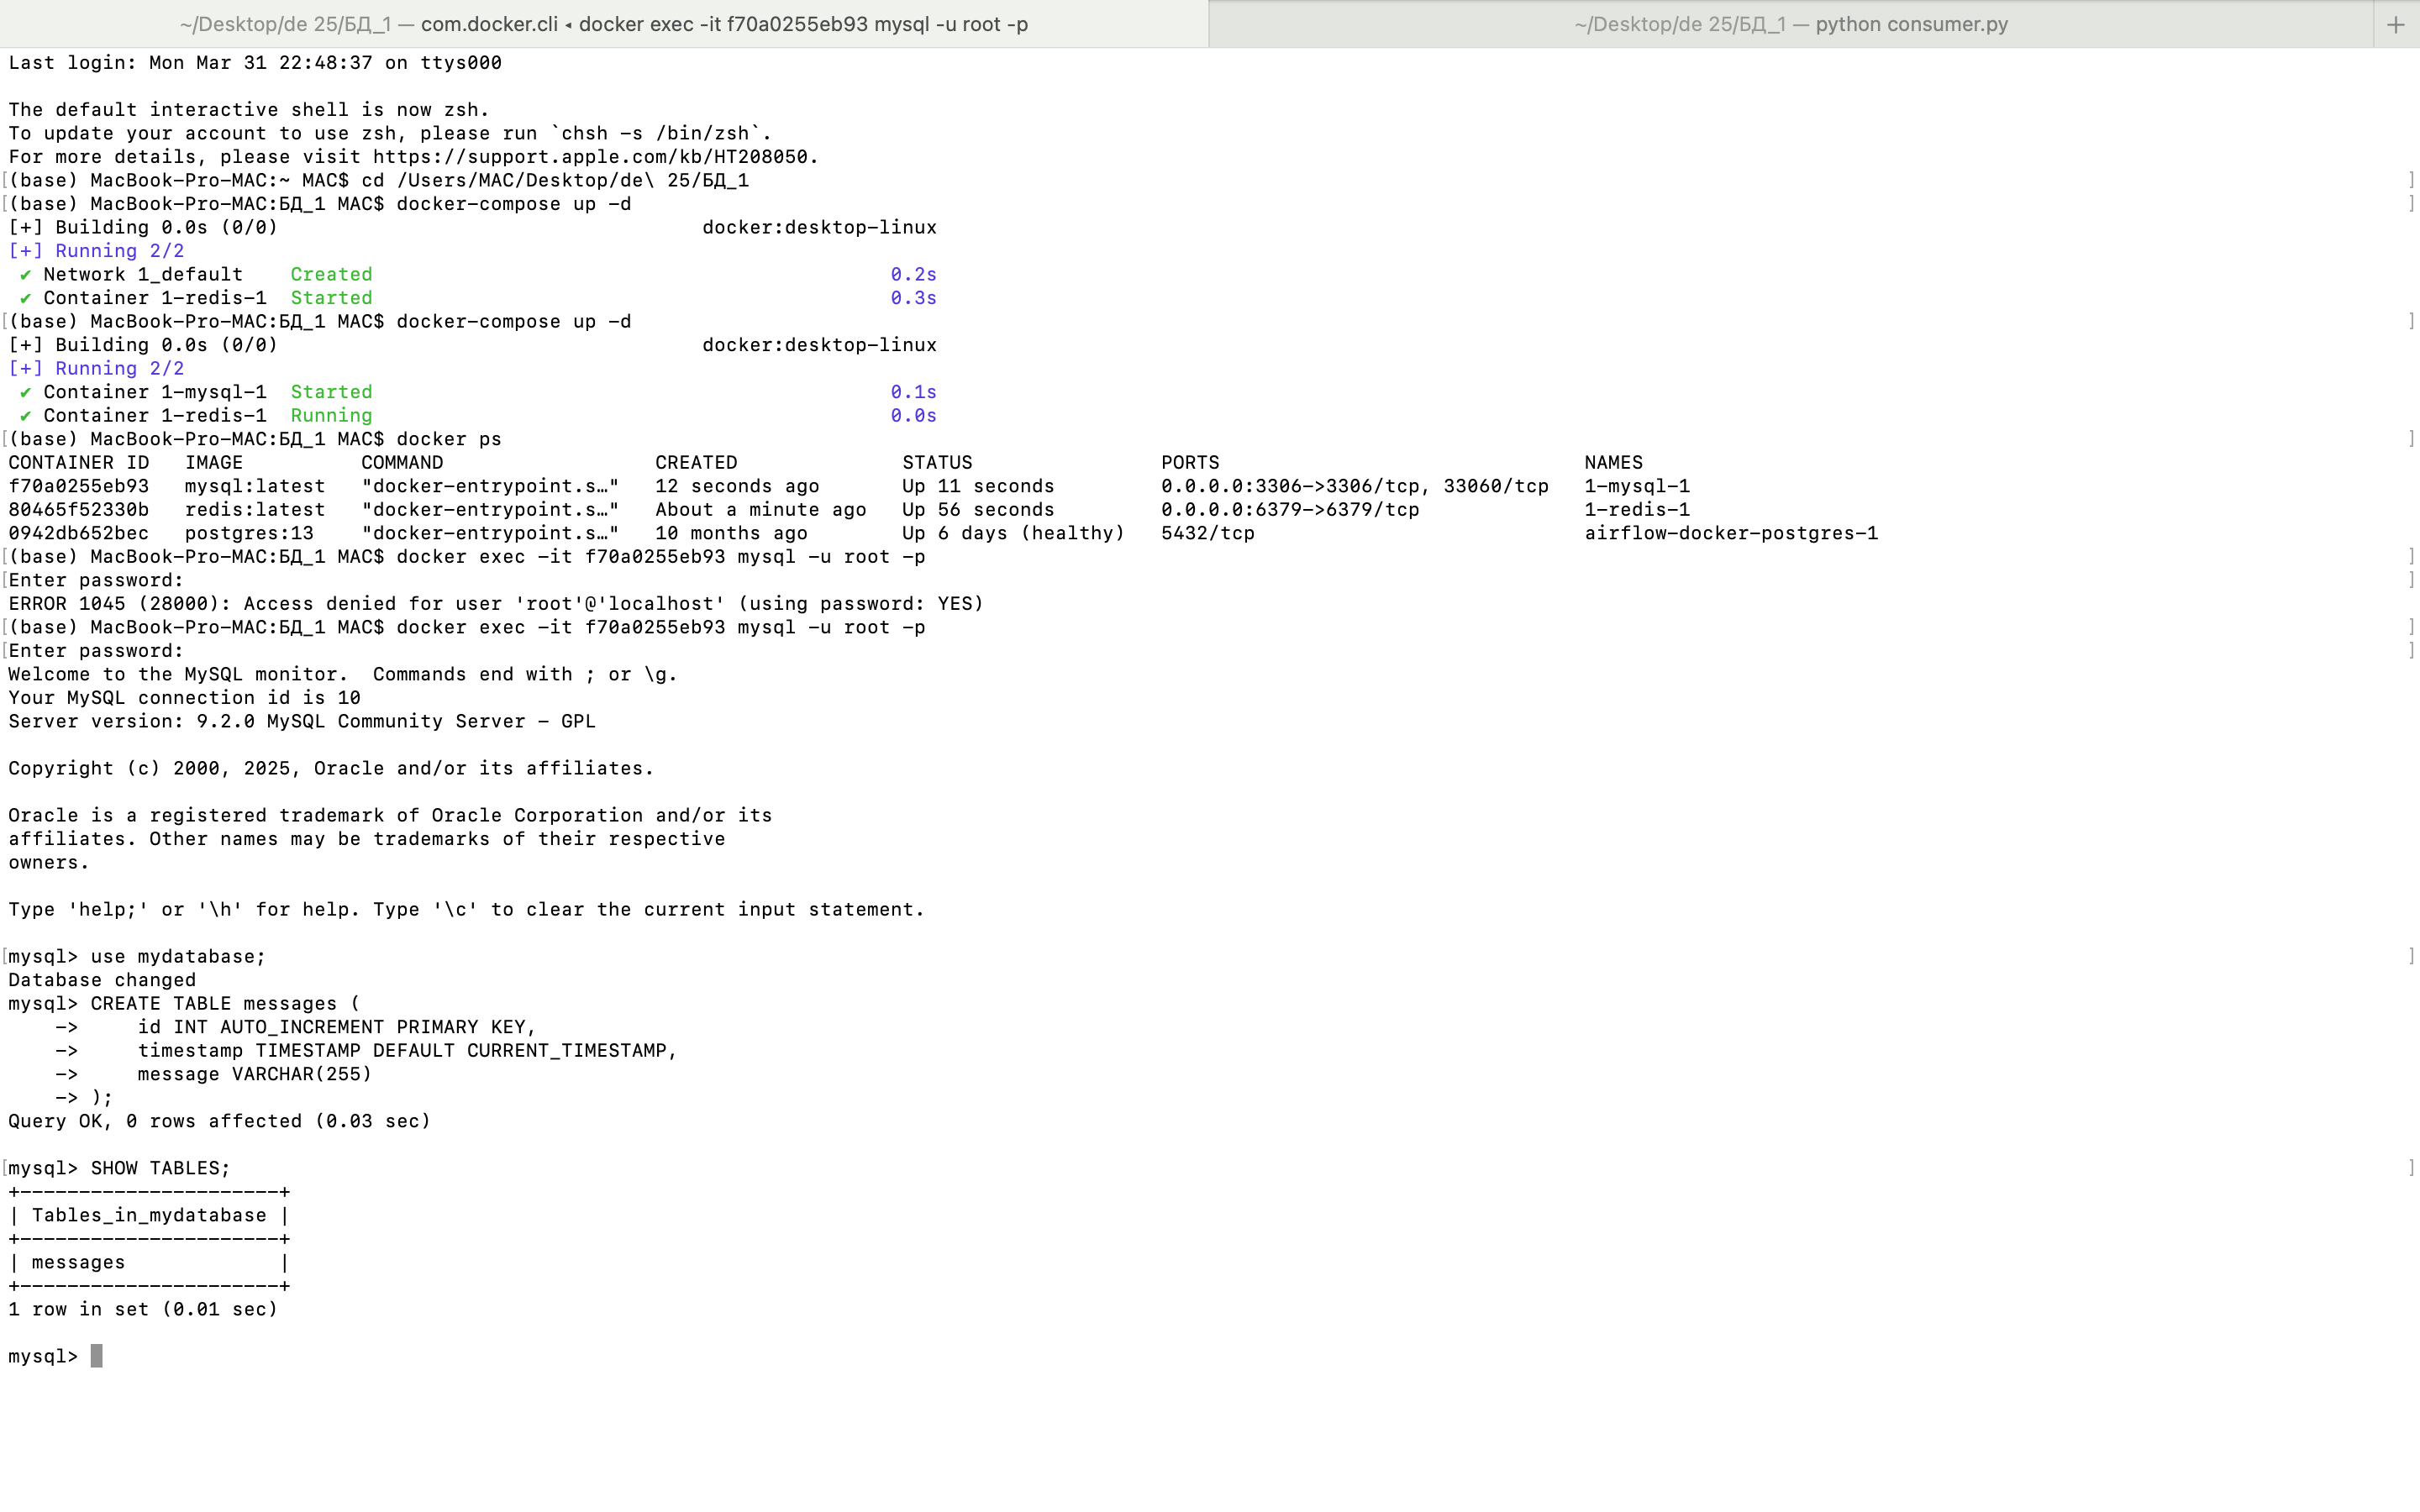 ~/Desktop/de 25/БД_1 — com.docker.cli ◂ docker exec -it f70a0255eb93 mysql -u root -p
~/Desktop/de 25/БД_1 — python consumer.py
+
Last login: Mon Mar 31 22:48:37 on ttys000

The default interactive shell is now zsh.
To update your account to use zsh, please run `chsh -s /bin/zsh`.
For more details, please visit https://support.apple.com/kb/HT208050.
[(base) MacBook-Pro-MAC:~ MAC$ cd /Users/MAC/Desktop/de\ 25/БД_1 ]
[(base) MacBook-Pro-MAC:БД_1 MAC$ docker-compose up -d ]
[+] Building 0.0s (0/0)                                    docker:desktop-linux
[+] Running 2/2
 ✔ Network 1_default    Created                                            0.2s
 ✔ Container 1-redis-1  Started                                            0.3s
[(base) MacBook-Pro-MAC:БД_1 MAC$ docker-compose up -d ]
[+] Building 0.0s (0/0)                                    docker:desktop-linux
[+] Running 2/2
 ✔ Container 1-mysql-1  Started                                            0.1s
 ✔ Container 1-redis-1  Running                                            0.0s
[(base) MacBook-Pro-MAC:БД_1 MAC$ docker ps ]
CONTAINER ID   IMAGE          COMMAND                  CREATED              STATUS                PORTS                               NAMES
f70a0255eb93   mysql:latest   "docker-entrypoint.s…"   12 seconds ago       Up 11 seconds         0.0.0.0:3306->3306/tcp, 33060/tcp   1-mysql-1
80465f52330b   redis:latest   "docker-entrypoint.s…"   About a minute ago   Up 56 seconds         0.0.0.0:6379->6379/tcp              1-redis-1
0942db652bec   postgres:13    "docker-entrypoint.s…"   10 months ago        Up 6 days (healthy)   5432/tcp                            airflow-docker-postgres-1
[(base) MacBook-Pro-MAC:БД_1 MAC$ docker exec -it f70a0255eb93 mysql -u root -p ]
[Enter password: ]
ERROR 1045 (28000): Access denied for user 'root'@'localhost' (using password: YES)
[(base) MacBook-Pro-MAC:БД_1 MAC$ docker exec -it f70a0255eb93 mysql -u root -p ]
[Enter password: ]
Welcome to the MySQL monitor.  Commands end with ; or \g.
Your MySQL connection id is 10
Server version: 9.2.0 MySQL Community Server - GPL

Copyright (c) 2000, 2025, Oracle and/or its affiliates.

Oracle is a registered trademark of Oracle Corporation and/or its
affiliates. Other names may be trademarks of their respective
owners.

Type 'help;' or '\h' for help. Type '\c' to clear the current input statement.

[mysql> use mydatabase; ]
Database changed
mysql> CREATE TABLE messages (
    ->     id INT AUTO_INCREMENT PRIMARY KEY,
    ->     timestamp TIMESTAMP DEFAULT CURRENT_TIMESTAMP,
    ->     message VARCHAR(255)
    -> );
Query OK, 0 rows affected (0.03 sec)

[mysql> SHOW TABLES; ]
+----------------------+
| Tables_in_mydatabase |
+----------------------+
| messages             |
+----------------------+
1 row in set (0.01 sec)

mysql>